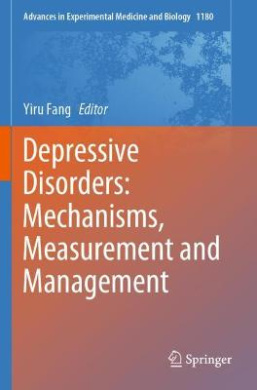 Advances in Experimental Medicine and Biology 1180
Yiru Fang Editor
Depressive
Disorders:
Mechanisms,
Measurement and
Management
Springer